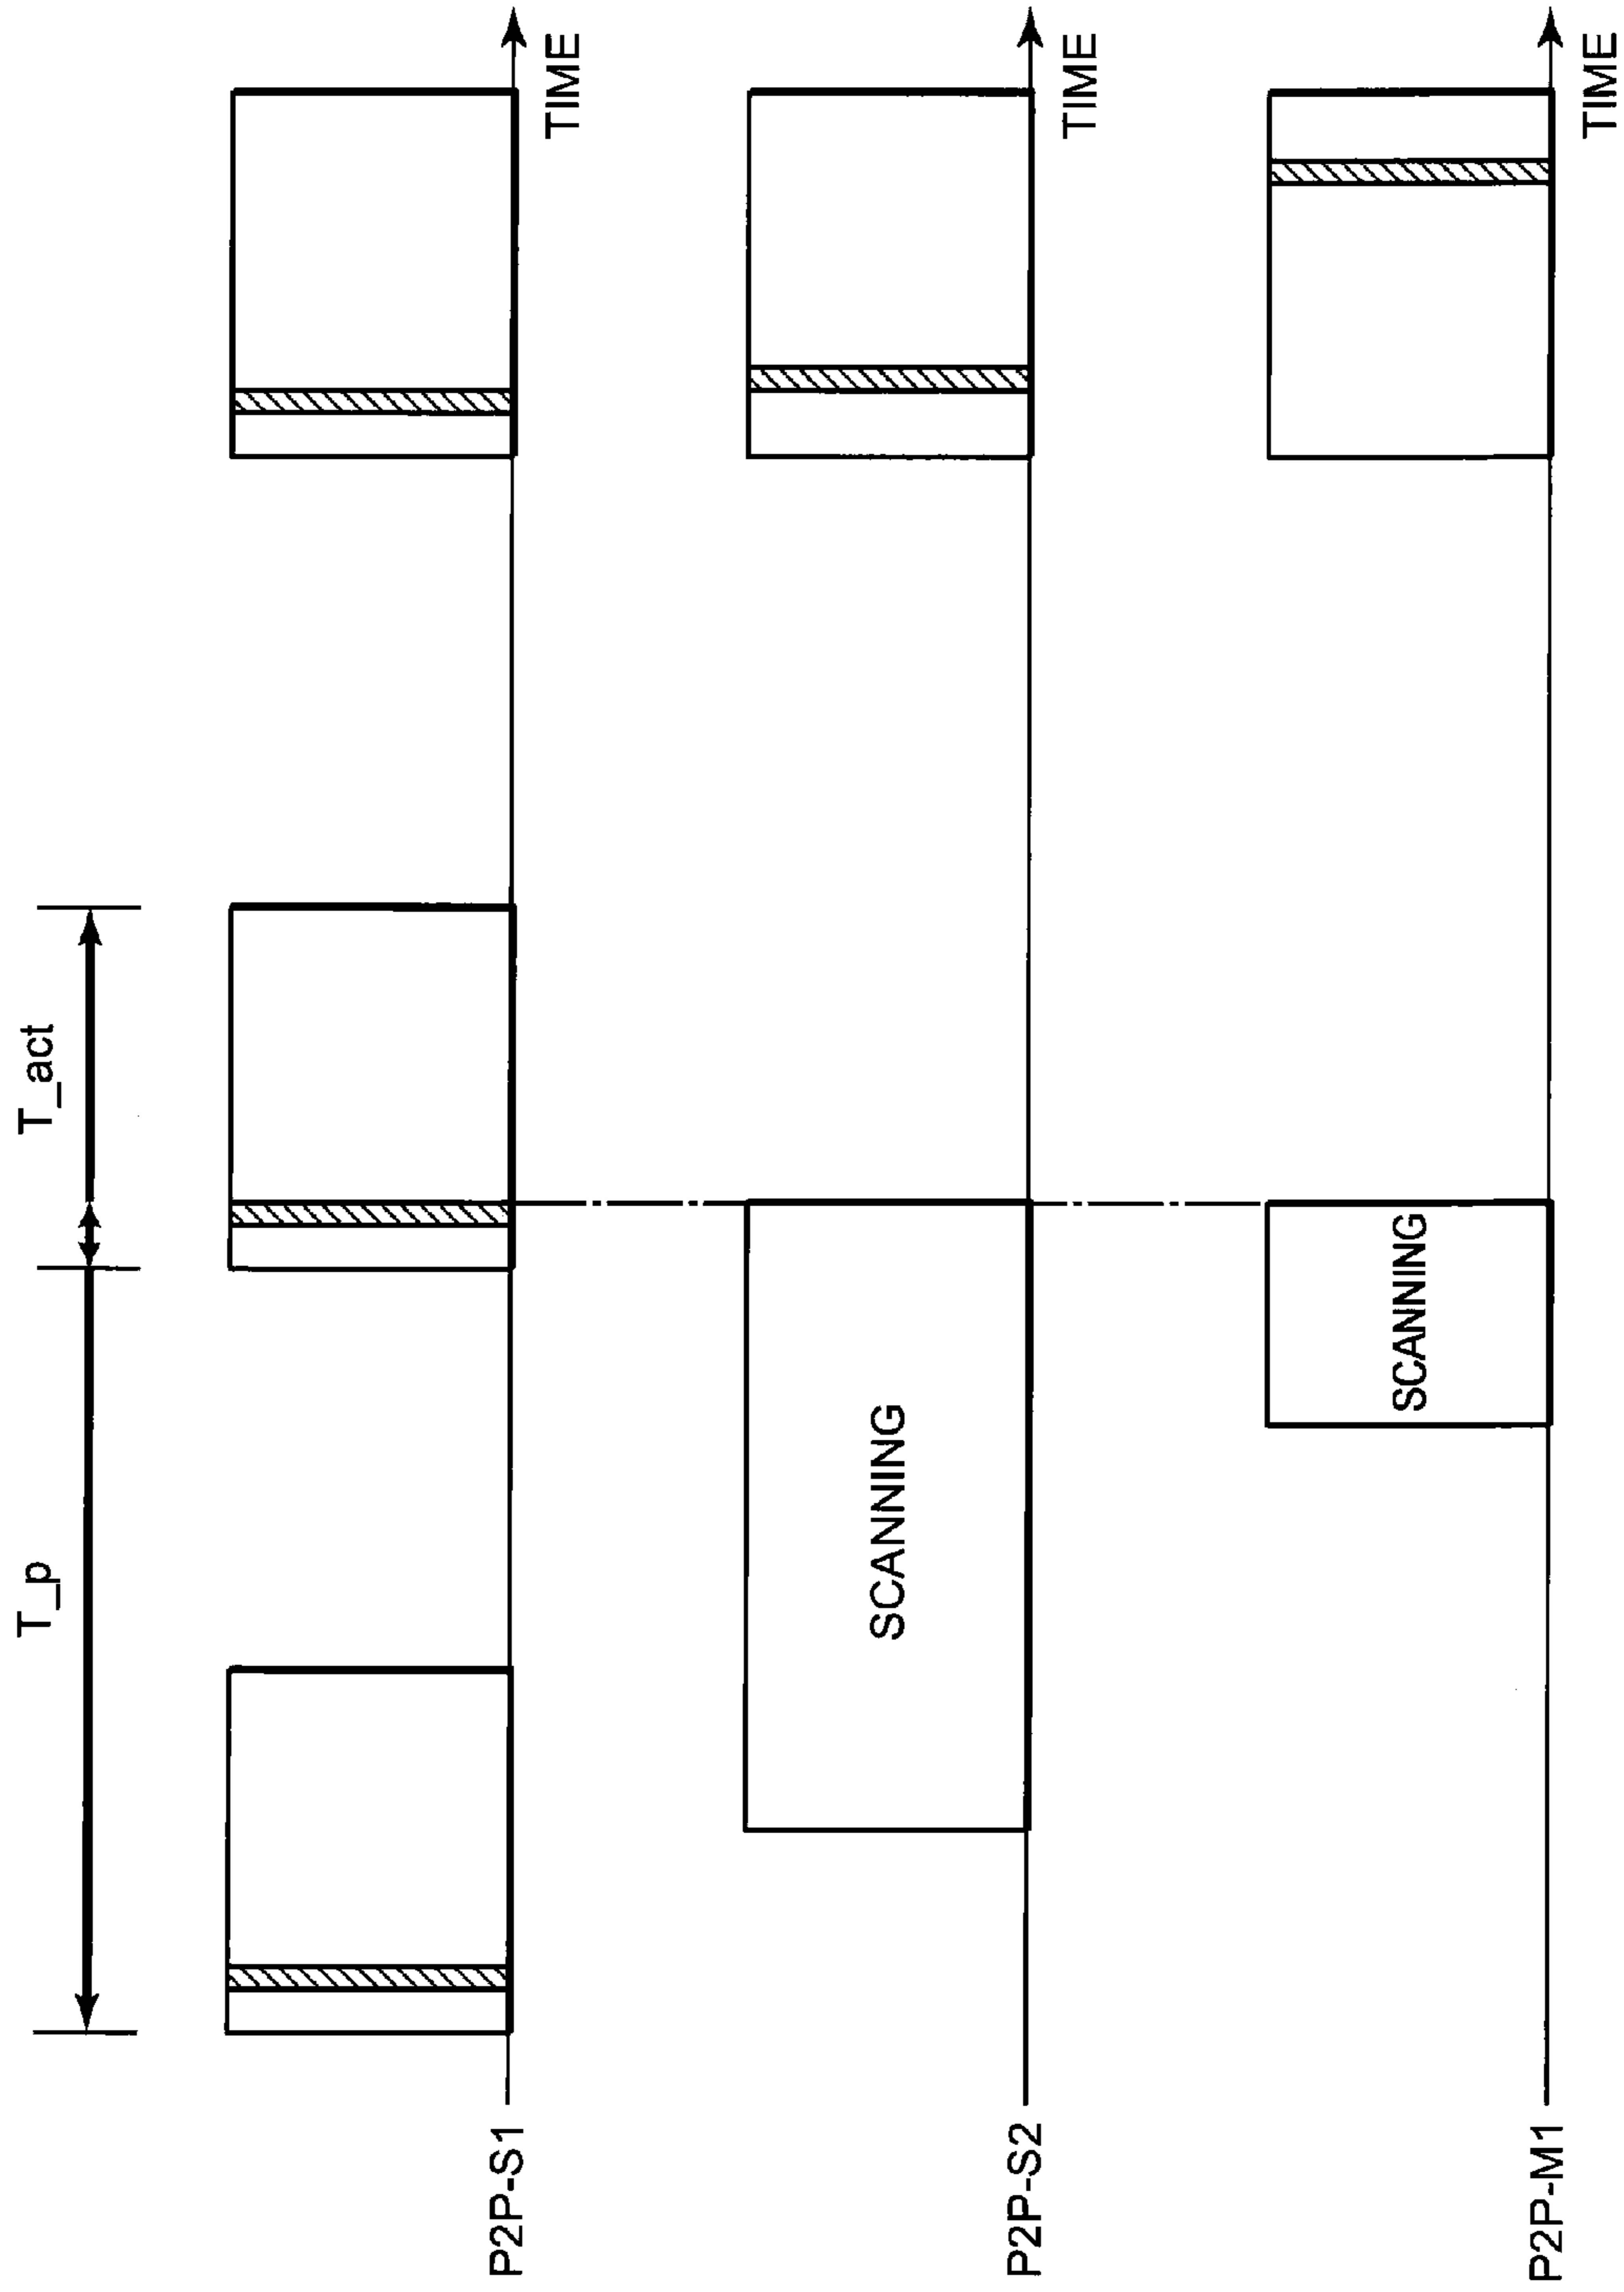 T_p
T_act
P2P-S1
TIME
SCANNING
P2P-S2
TIME
SCANNING
P2P-M1
TIME